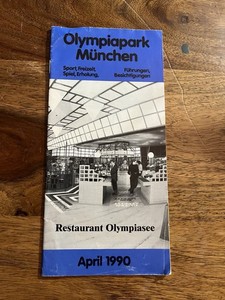 Olympiapark
München
Sport, Freizeit, Führungen,
Spiel, Erholung, Besichtigungen
Restaurant Olympiasee
April 1990